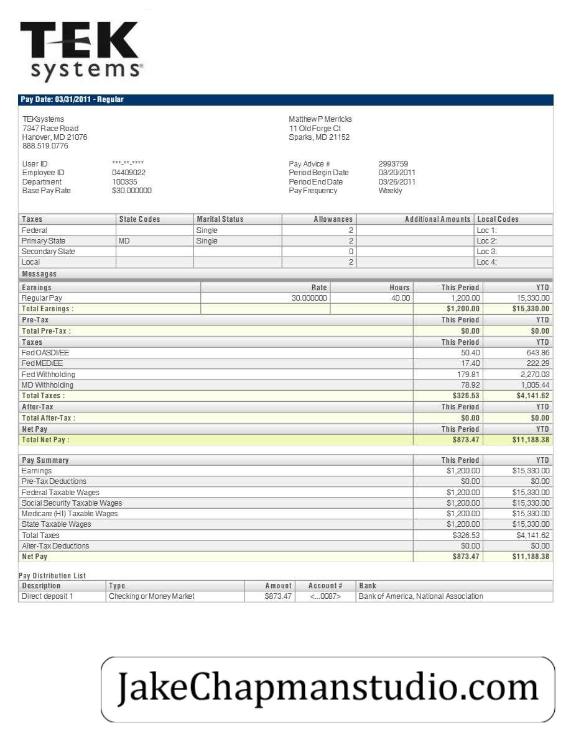 TEK
systems
Pay Date: 03/31/2011 - Regular
TEKsystems
7347 Race Road
Hanover, MD 21076
888.519.0776
Matthew P Merricks
11 Old Forge Ct
Sparks, MD 21152
User ID ***-**-****
Employee ID 04409022
Department 100335
Base Pay Rate $30.000000
Pay Advice # 2993759
Period Begin Date 03/20/2011
Period End Date 03/26/2011
Pay Frequency Weekly
Taxes State Codes Marital Status Allowances Additional Amounts Local Codes
Federal Single 2 Loc 1:
Primary State MD Single 2 Loc 2:
Secondary State 0 Loc 3:
Local 2 Loc 4:
Messages
Earnings Rate Hours This Period YTD
Regular Pay 30.000000 40.00 1,200.00 15,330.00
Total Earnings : $1,200.00 $15,330.00
Pre-Tax This Period YTD
Total Pre-Tax : $0.00 $0.00
Taxes This Period YTD
Fed OASDI/EE 50.40 643.86
Fed MED/EE 17.40 222.29
Fed Withholding 179.81 2,270.03
MD Withholding 78.92 1,005.44
Total Taxes : $326.53 $4,141.62
After-Tax This Period YTD
Total After-Tax : $0.00 $0.00
Net Pay This Period YTD
Total Net Pay : $873.47 $11,188.38
Pay Summary This Period YTD
Earnings $1,200.00 $15,330.00
Pre-Tax Deductions $0.00 $0.00
Federal Taxable Wages $1,200.00 $15,330.00
Social Security Taxable Wages $1,200.00 $15,330.00
Medicare (HI) Taxable Wages $1,200.00 $15,330.00
State Taxable Wages $1,200.00 $15,330.00
Total Taxes $326.53 $4,141.62
After-Tax Deductions $0.00 $0.00
Net Pay $873.47 $11,188.38
Pay Distribution List
Description Type Amount Account # Bank
Direct deposit 1 Checking or Money Market $873.47 <...0087> Bank of America, National Association
JakeChapmanstudio.com